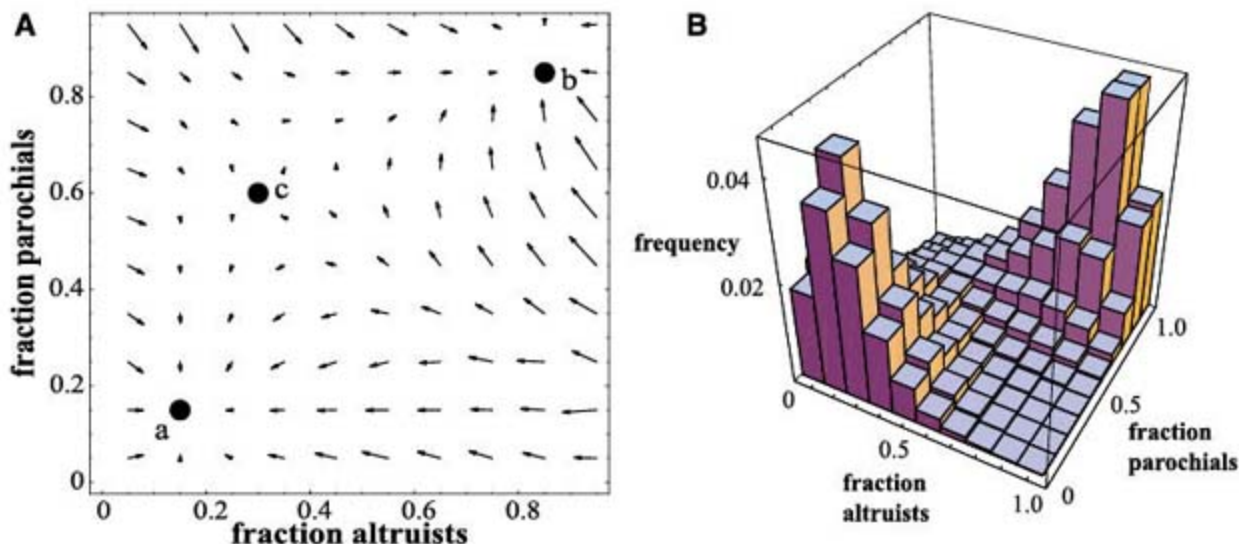 A
fraction parochials
0.8
0.6
0.4
0.2
0
0
0.2
0.4
0.6
0.8
fraction altruists
a
b
c
B
frequency
0.04
0.02
0
0.5
1.0
fraction
altruists
0
0.5
1.0
fraction
parochials